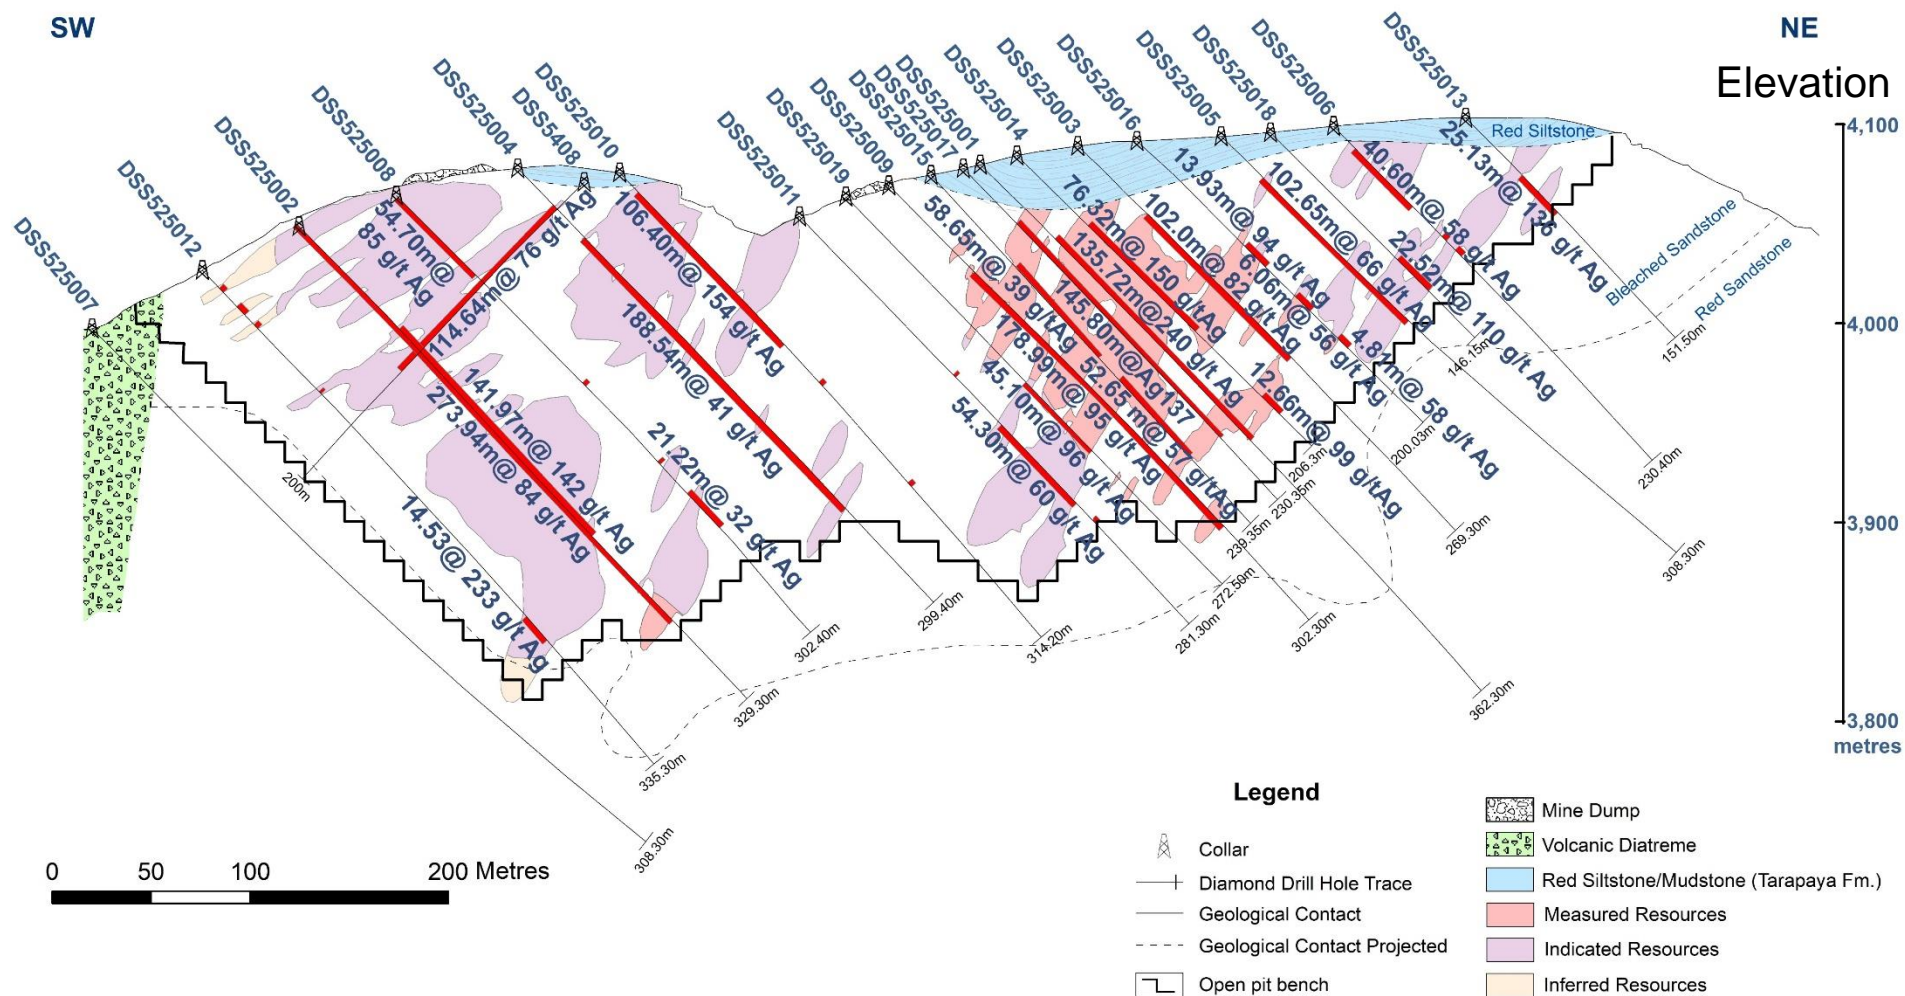 SW
NE
Elevation
DSS525007
DSS525012
DSS525002
DSS525008
DSS525004
DSS5408
DSS525010
DSS525011
DSS525019
DSS525009
DSS525015
DSS525017
DSS525001
DSS525014
DSS525003
DSS525016
DSS525005
DSS525018
DSS525006
DSS525013
4,100
4,000
3,900
3,800
metres
Red Siltstone
Bleached Sandstone
Red Sandstone
54.70m@
85 g/t Ag
114.64m@ 76 g/t Ag
106.40m@ 154 g/t Ag
188.54m@ 41 g/t Ag
141.97m@ 142 g/t Ag
273.94m@ 84 g/t Ag
14.53@ 233 g/t Ag
21.22m@ 32 g/t Ag
58.65m@ 39 g/tAg
76.32m@ 150 g/tAg
135.72m@240 g/t Ag
145.80m@Ag137
178.99m@ 95 g/t Ag
52.65 m@ 57 g/tAg
45.10m@ 96 g/t Ag
54.30m@ 60 g/t Ag
102.0m@ 82 g/t Ag
13.93m@ 94 g/t Ag
6.06m@ 56 g/t Ag
102.65m@ 66 g/t Ag
4.81m@ 58 g/t Ag
12.66m@ 99 g/tAg
40.60m@ 58 g/t Ag
22.52m@ 110 g/t Ag
25.13m@ 136 g/t Ag
200m
308.30m
335.30m
329.30m
302.40m
299.40m
314.20m
281.30m
302.30m
272.50m
239.35m
230.35m
206.3m
362.30m
269.30m
200.03m
308.30m
146.15m
230.40m
151.50m
0 50 100 200 Metres
Legend
Collar
Diamond Drill Hole Trace
Geological Contact
Geological Contact Projected
Open pit bench
Mine Dump
Volcanic Diatreme
Red Siltstone/Mudstone (Tarapaya Fm.)
Measured Resources
Indicated Resources
Inferred Resources